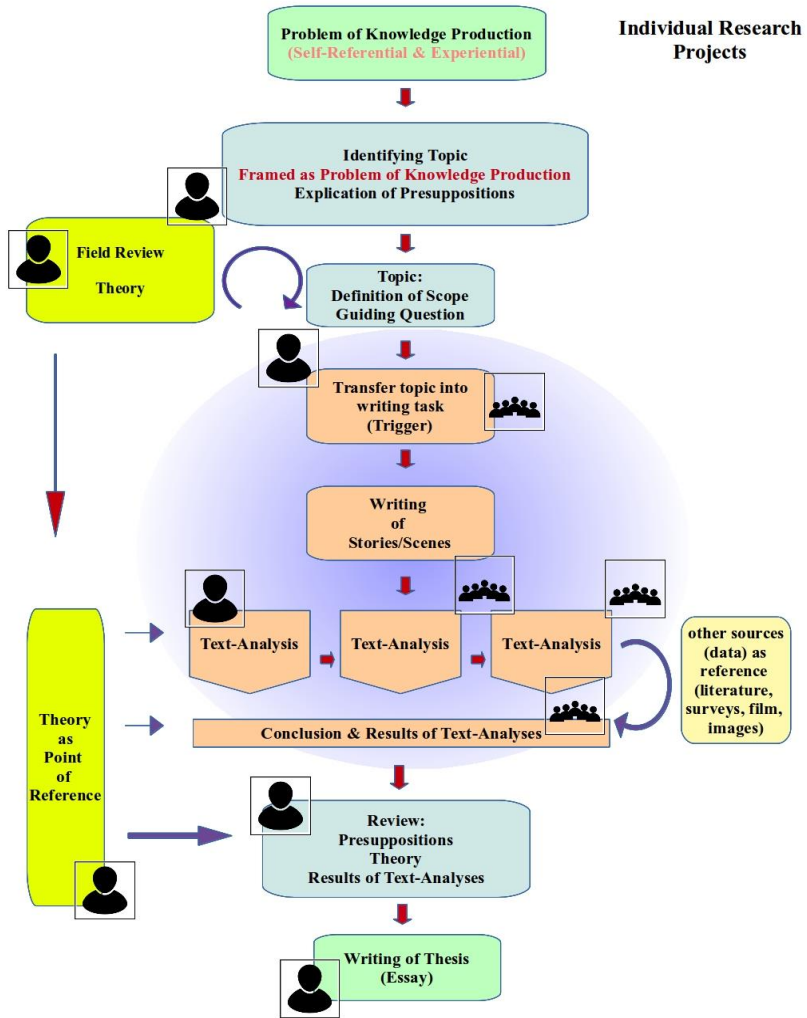 Problem of Knowledge Production
(Self-Referential & Experiential)
Individual Research
Projects
Identifying Topic
Framed as Problem of Knowledge Production
Explication of Presuppositions
Field Review
Theory
Topic:
Definition of Scope
Guiding Question
Transfer topic into
writing task
(Trigger)
Writing
of
Stories/Scenes
Text-Analysis
Text-Analysis
Text-Analysis
other sources
(data) as
reference
(literature,
surveys, film,
images)
Theory
as
Point
of
Reference
Conclusion & Results of Text-Analyses
Review:
Presuppositions
Theory
Results of Text-Analyses
Writing of Thesis
(Essay)